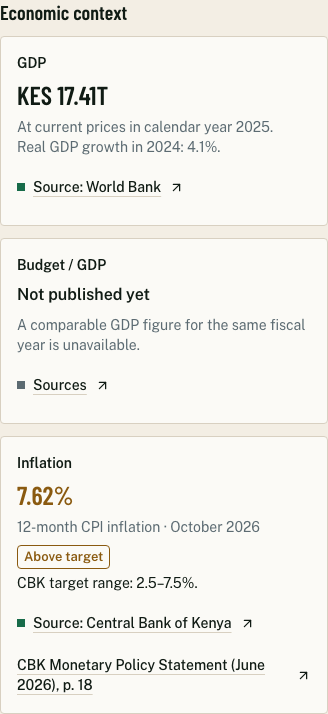 Economic context
GDP
KES 17.41T
At current prices in calendar year 2025.
Real GDP growth in 2024: 4.1%.
Source: World Bank ↗
Budget / GDP
Not published yet
A comparable GDP figure for the same fiscal
year is unavailable.
Sources ↗
Inflation
7.62%
12-month CPI inflation · October 2026
Above target
CBK target range: 2.5–7.5%.
Source: Central Bank of Kenya ↗
CBK Monetary Policy Statement (June
2026), p. 18 ↗